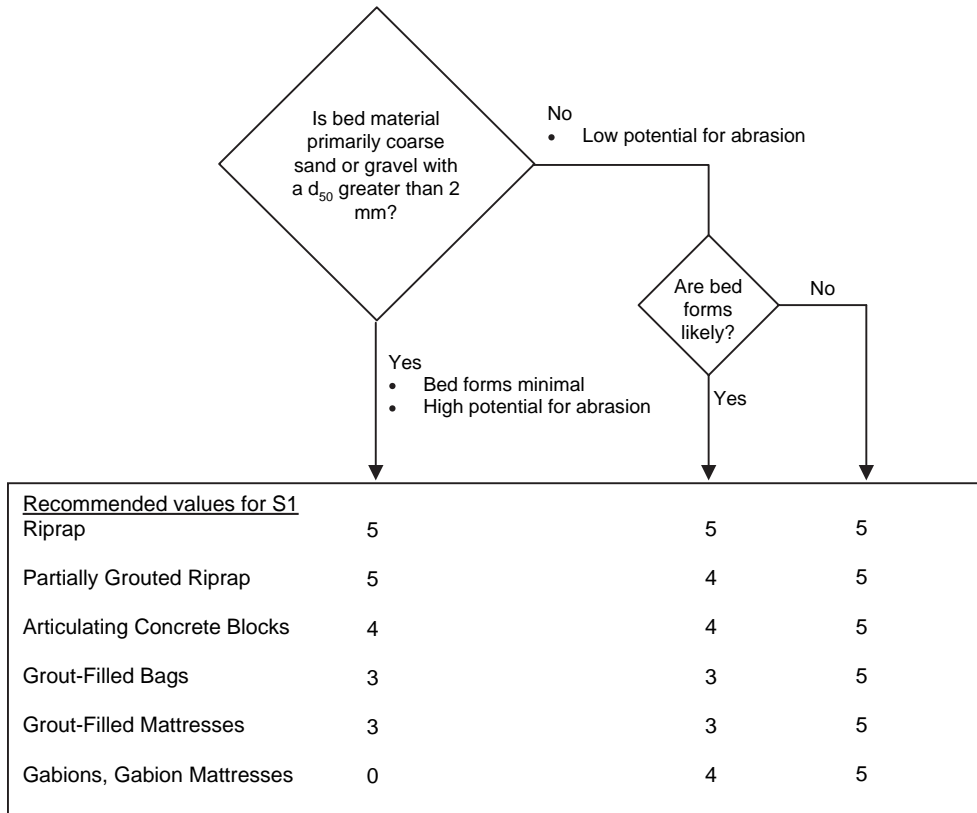 Is bed material
primarily coarse
sand or gravel with
a d50 greater than 2
mm?
No
• Low potential for abrasion
Are bed
forms
likely?
No
Yes
• Bed forms minimal
• High potential for abrasion
Yes
Recommended values for S1
Riprap 5 5 5
Partially Grouted Riprap 5 4 5
Articulating Concrete Blocks 4 4 5
Grout-Filled Bags 3 3 5
Grout-Filled Mattresses 3 3 5
Gabions, Gabion Mattresses 0 4 5